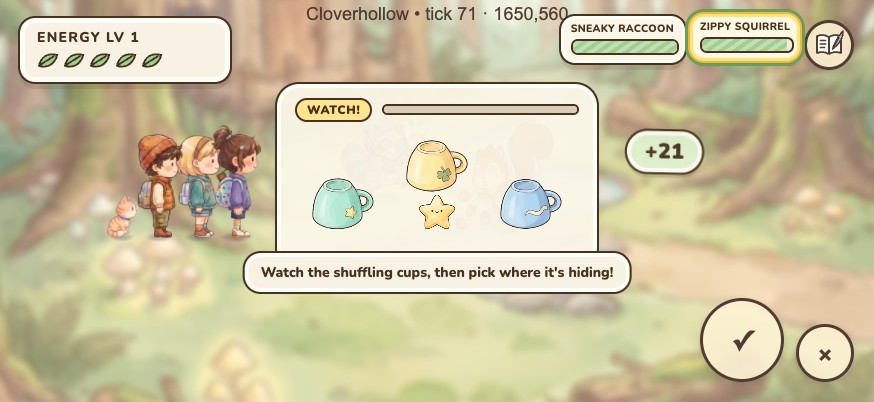 Cloverhollow • tick 71 · 1650,560
ENERGY LV 1
SNEAKY RACCOON
ZIPPY SQUIRREL
WATCH!
+21
Watch the shuffling cups, then pick where it's hiding!